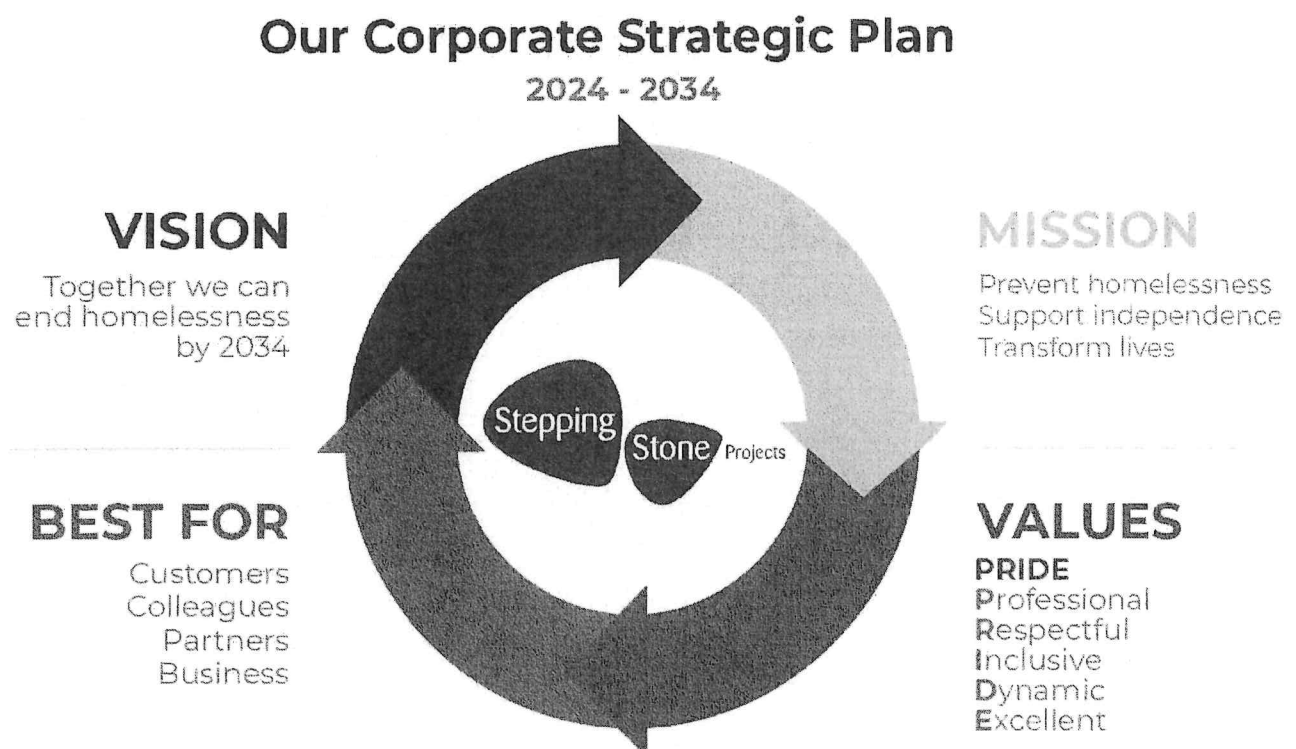 Our Corporate Strategic Plan
2024 - 2034
VISION
Together we can
end homelessness
by 2034
MISSION
Prevent homelessness
Support independence
Transform lives
Stepping
Stone
Projects
BEST FOR
Customers
Colleagues
Partners
Business
VALUES
PRIDE
Professional
Respectful
Inclusive
Dynamic
Excellent